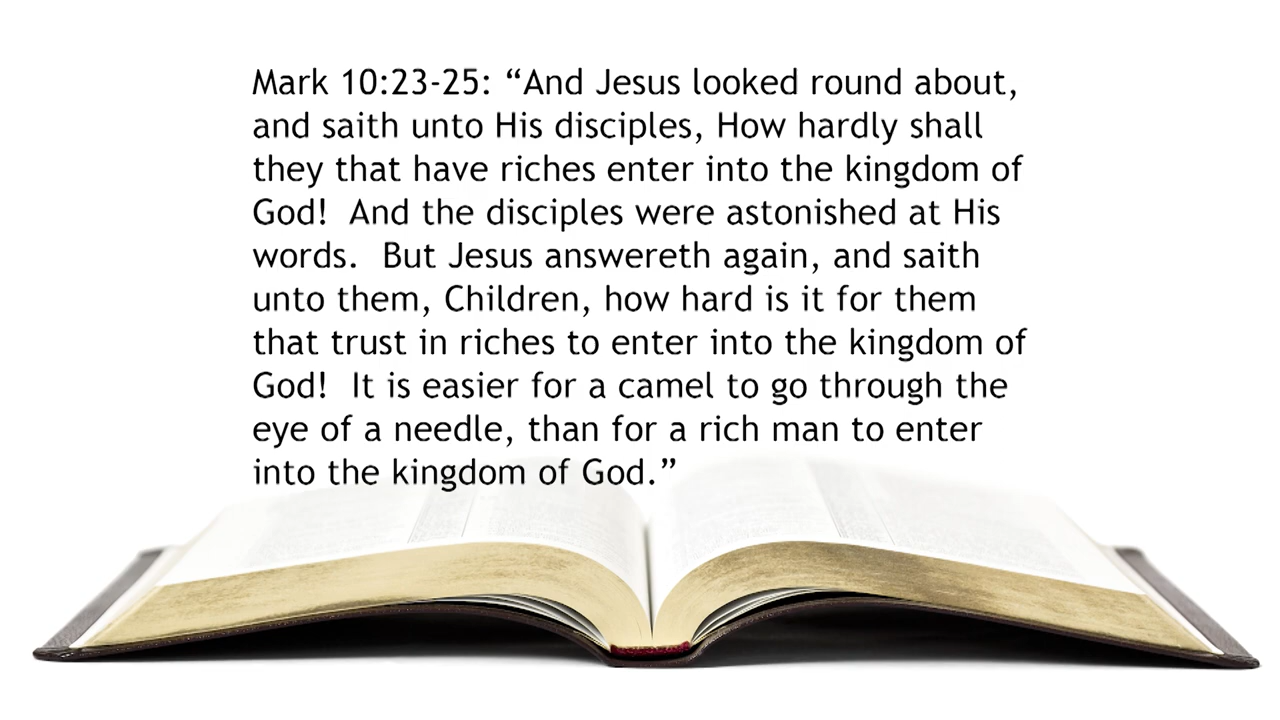 Mark 10:23-25: “And Jesus looked round about,
and saith unto His disciples, How hardly shall
they that have riches enter into the kingdom of
God!  And the disciples were astonished at His
words.  But Jesus answereth again, and saith
unto them, Children, how hard is it for them
that trust in riches to enter into the kingdom of
God!  It is easier for a camel to go through the
eye of a needle, than for a rich man to enter
into the kingdom of God.”